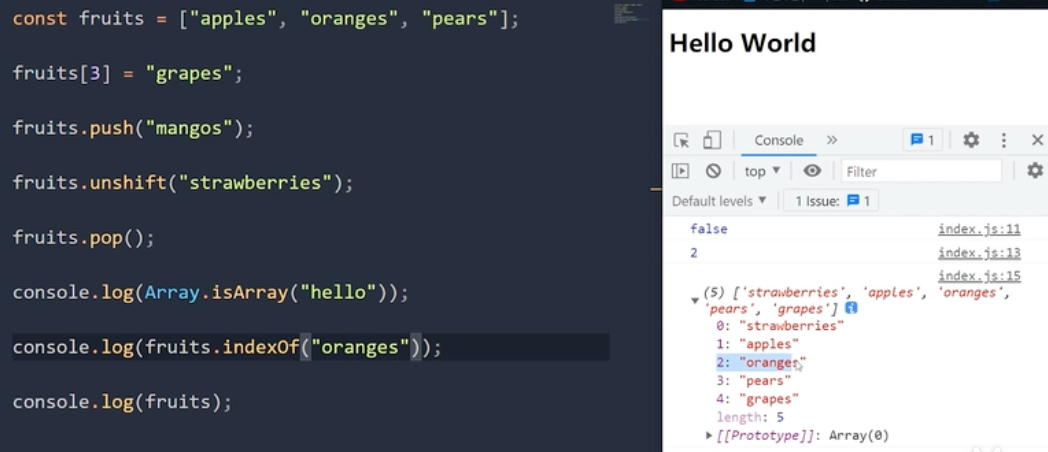 const fruits = ["apples", "oranges", "pears"];
fruits[3] = "grapes";
fruits.push("mangos");
fruits.unshift("strawberries");
fruits.pop();
console.log(Array.isArray("hello"));
console.log(fruits.indexOf("oranges"));
console.log(fruits);
Hello World
Console » 1
top ▼ Filter
Default levels ▼ 1 Issue: 1
false index.js:11
2 index.js:13
index.js:15
(5) ['strawberries', 'apples', 'oranges',
'pears', 'grapes'] i
0: "strawberries"
1: "apples"
2: "oranges"
3: "pears"
4: "grapes"
length: 5
[[Prototype]]: Array(0)